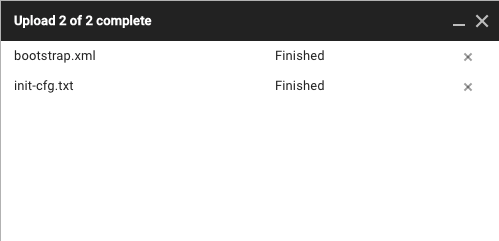 Upload 2 of 2 complete
bootstrap.xml Finished
init-cfg.txt Finished